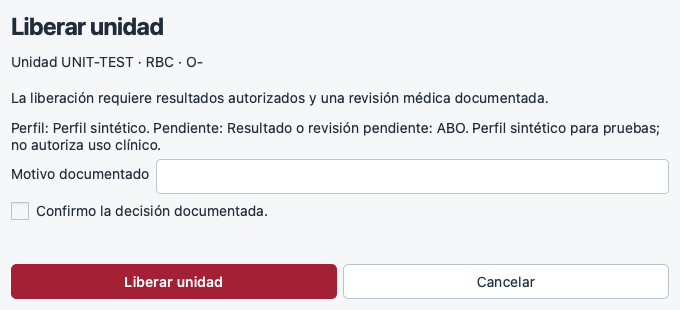 Liberar unidad
Unidad UNIT-TEST · RBC · O-
La liberación requiere resultados autorizados y una revisión médica documentada.
Perfil: Perfil sintético. Pendiente: Resultado o revisión pendiente: ABO. Perfil sintético para pruebas;
no autoriza uso clínico.
Motivo documentado
Confirmo la decisión documentada.
Liberar unidad
Cancelar